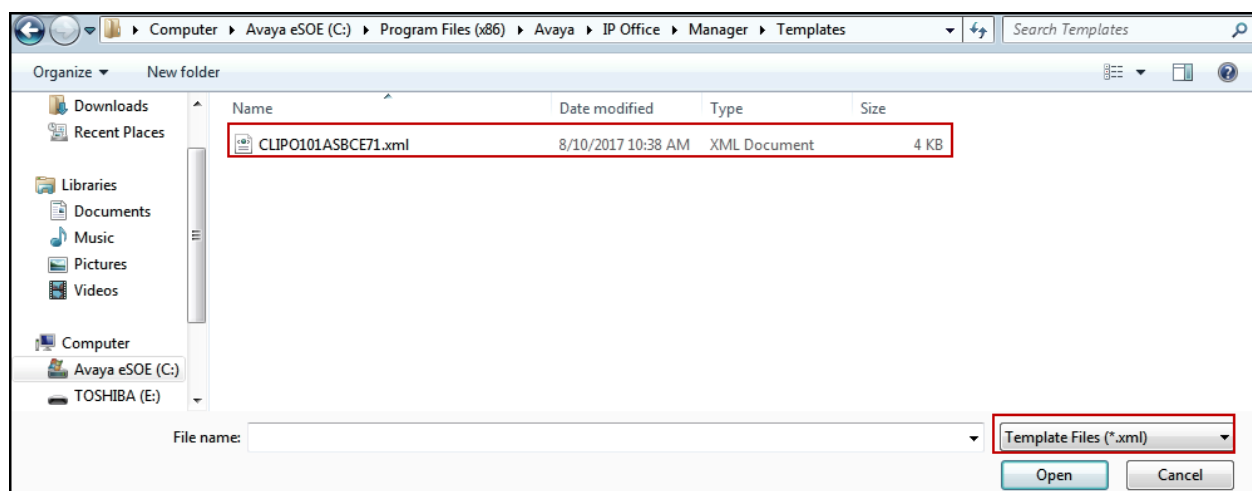 Computer Avaya eSOE (C:) Program Files (x86) Avaya IP Office Manager Templates Search Templates
Organize New folder
Name Date modified Type Size
CLIPO101ASBCE71.xml 8/10/2017 10:38 AM XML Document 4 KB
Downloads
Recent Places
Libraries
Documents
Music
Pictures
Videos
Computer
Avaya eSOE (C:)
TOSHIBA (E:)
File name: Template Files (*.xml)
Open Cancel